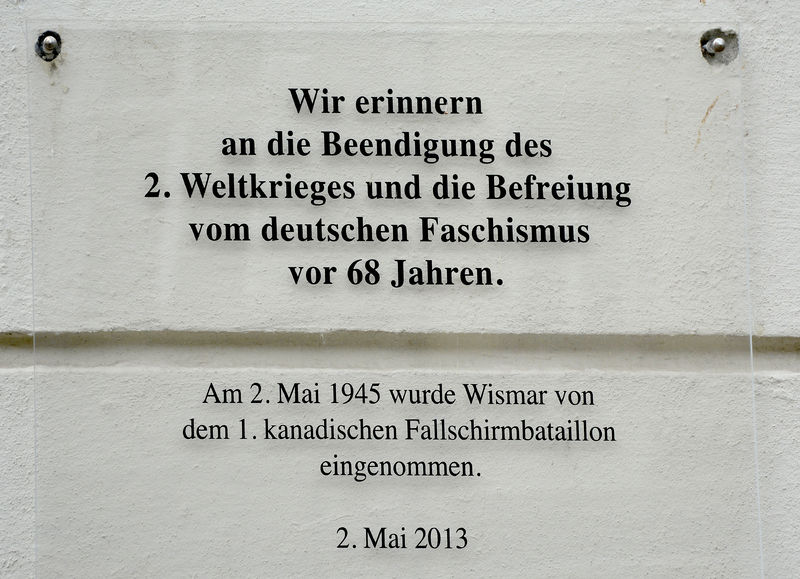 Wir erinnern
an die Beendigung des
2. Weltkrieges und die Befreiung
vom deutschen Faschismus
vor 68 Jahren.
Am 2. Mai 1945 wurde Wismar von
dem 1. kanadischen Fallschirmbataillon
eingenommen.
2. Mai 2013